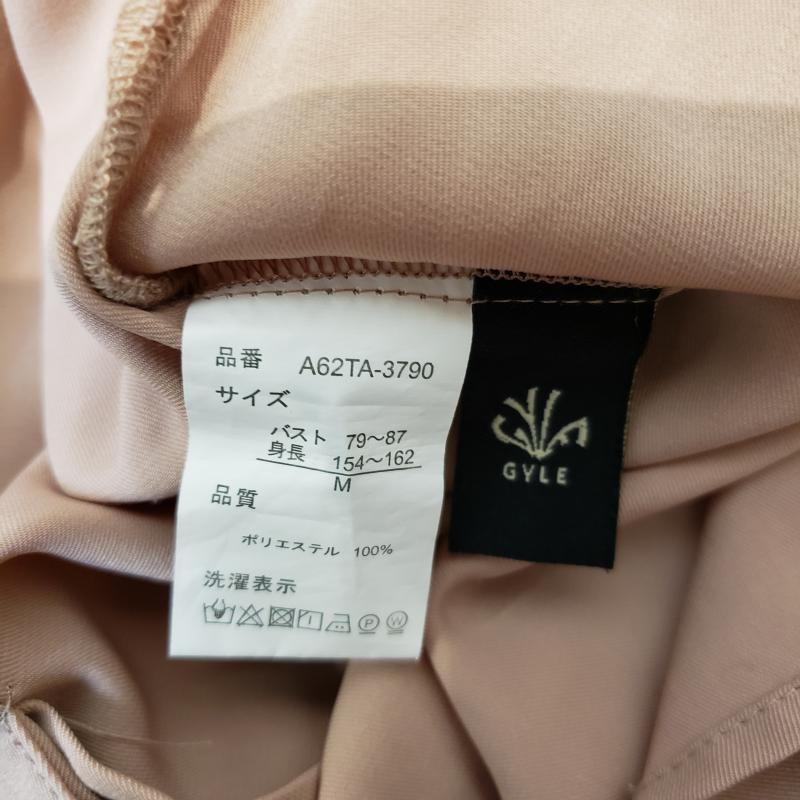 品番 A62TA-3790
サイズ
バスト 79～87
身長 154～162
M
品質
ポリエステル 100%
洗濯表示
P W
GYLE